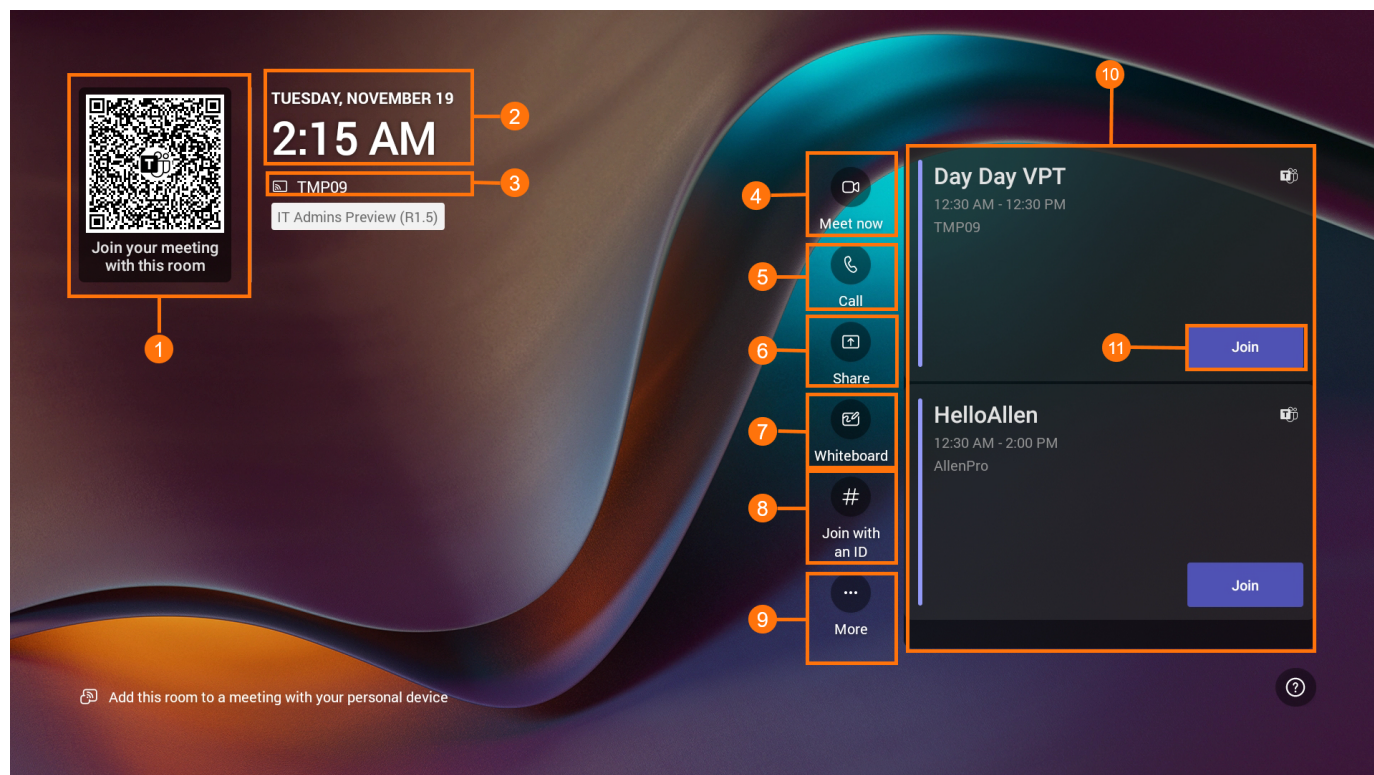 Join your meeting
with this room
1
TUESDAY, NOVEMBER 19
2:15 AM
2
TMP09
3
IT Admins Preview (R1.5)
4
Meet now
5
Call
6
Share
7
Whiteboard
8
#
Join with
an ID
9
More
10
Day Day VPT
12:30 AM - 12:30 PM
TMP09
11
Join
HelloAllen
12:30 AM - 2:00 PM
AllenPro
Join
Add this room to a meeting with your personal device
?